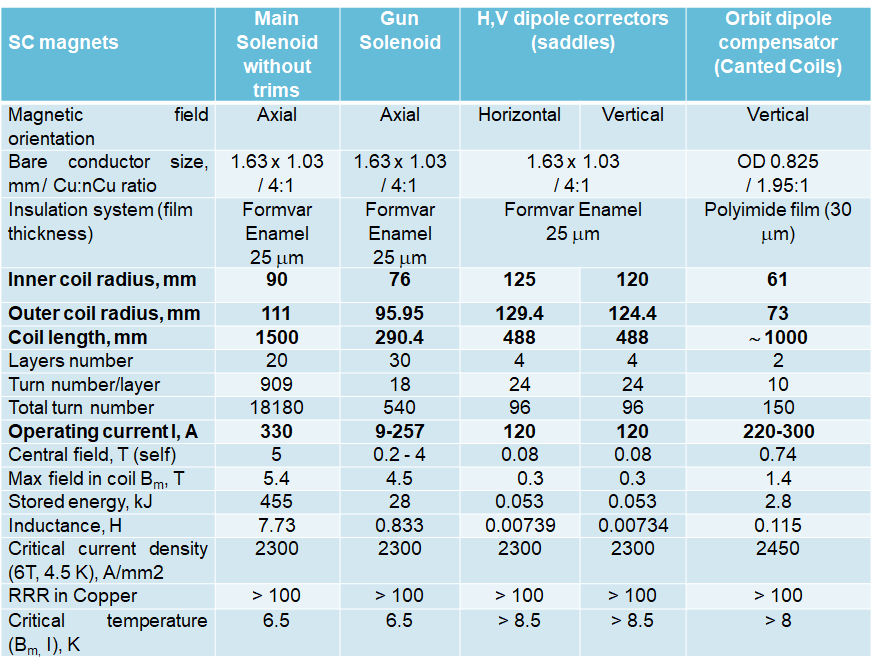 SC magnets	Main Solenoid without trims	Gun Solenoid	H,V dipole correctors (saddles)	Orbit dipole compensator (Canted Coils)
Magnetic field orientation	Axial	Axial	Horizontal	Vertical	Vertical
Bare conductor size, mm / Cu:nCu ratio	1.63 x 1.03 / 4:1	1.63 x 1.03 / 4:1	1.63 x 1.03 / 4:1	OD 0.825 / 1.95:1
Insulation system (film thickness)	Formvar Enamel 25 μm	Formvar Enamel 25 μm	Formvar Enamel 25 μm	Polyimide film (30 μm)
Inner coil radius, mm	90	76	125	120	61
Outer coil radius, mm	111	95.95	129.4	124.4	73
Coil length, mm	1500	290.4	488	488	~ 1000
Layers number	20	30	4	4	2
Turn number/layer	909	18	24	24	10
Total turn number	18180	540	96	96	150
Operating current I, A	330	9-257	120	120	220-300
Central field, T (self)	5	0.2 - 4	0.08	0.08	0.74
Max field in coil Bm, T	5.4	4.5	0.3	0.3	1.4
Stored energy, kJ	455	28	0.053	0.053	2.8
Inductance, H	7.73	0.833	0.00739	0.00734	0.115
Critical current density (6T, 4.5 K), A/mm2	2300	2300	2300	2300	2450
RRR in Copper	> 100	> 100	> 100	> 100	> 100
Critical temperature (Bm, I), K	6.5	6.5	> 8.5	> 8.5	> 8